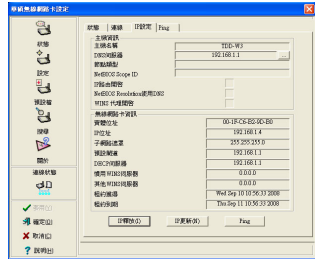 華碩無線網路卡設定
狀態 連線 IP設定 Ping
狀態
設定
預設檔
搜尋
關於
連線狀態
套用(A)
確定(O)
取消(C)
說明(H)
主機資訊
主機名稱 TDD-W3
DNS伺服器 192.168.1.1 ...
節點類型
NetBIOS Scope ID
IP路由開啓
NetBIOS Resolution使用DNS
WINS 代理開啓
無線網路卡資訊
實體位址 00-1F-C6-E2-9D-B0
IP位址 192.168.1.4
子網路遮罩 255.255.255.0
預設閘道 192.168.1.1
DHCP伺服器 192.168.1.1
慣用WINS伺服器 0.0.0.0
其他WINS伺服器 0.0.0.0
租約獲得 Wed Sep 10 10:56:33 2008
租約到期 Thu Sep 11 10:56:33 2008
IP釋放(I) IP更新(N) Ping